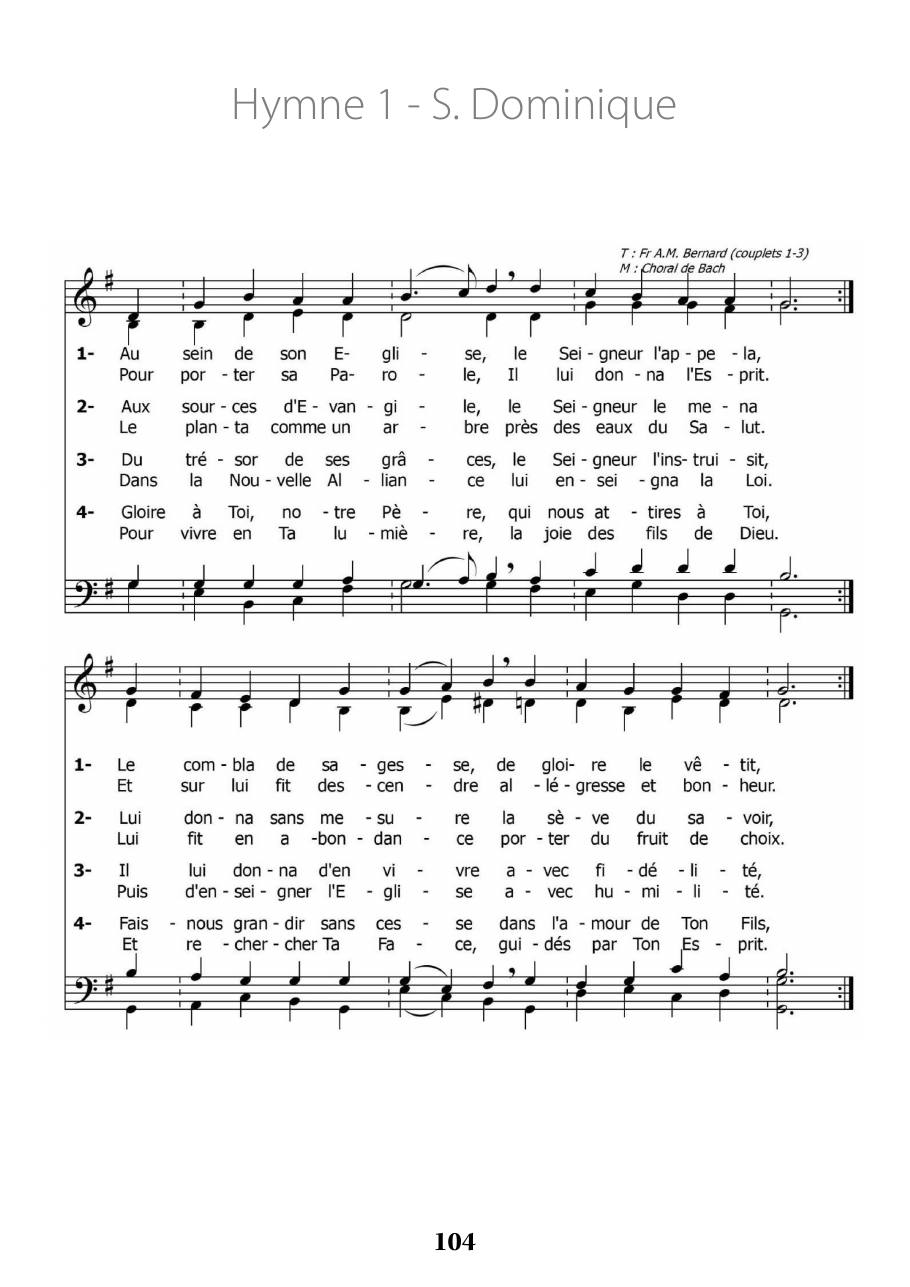 Hymne 1 - S. Dominique
T : Fr A.M. Bernard (couplets 1-3)
M : Choral de Bach
1- Au sein de son E- gli - se, le Sei - gneur l'ap - pe - la,
Pour por - ter sa Pa- ro - le, Il lui don - na l'Es - prit.
2- Aux sour - ces d'E - van - gi - le, le Sei - gneur le me - na
Le plan - ta comme un ar - bre près des eaux du Sa - lut.
3- Du tré - sor de ses grâ - ces, le Sei - gneur l'ins- trui - sit,
Dans la Nou - velle Al - lian - ce lui en - sei - gna la Loi.
4- Gloire à Toi, no - tre Pè - re, qui nous at - tires à Toi,
Pour vivre en Ta lu - miè - re, la joie des fils de Dieu.
1- Le com - bla de sa - ges - se, de gloi- re le vê - tit,
Et sur lui fit des - cen - dre al - lé - gresse et bon - heur.
2- Lui don - na sans me - su - re la sè - ve du sa - voir,
Lui fit en a -bon - dan - ce por - ter du fruit de choix.
3- Il lui don - na d'en vi - vre a - vec fi - dé - li - té,
Puis d'en - sei - gner l'E - gli - se a - vec hu - mi - li - té.
4- Fais - nous gran - dir sans ces - se dans l'a - mour de Ton Fils,
Et re - cher - cher Ta Fa - ce, gui - dés par Ton Es - prit.
104